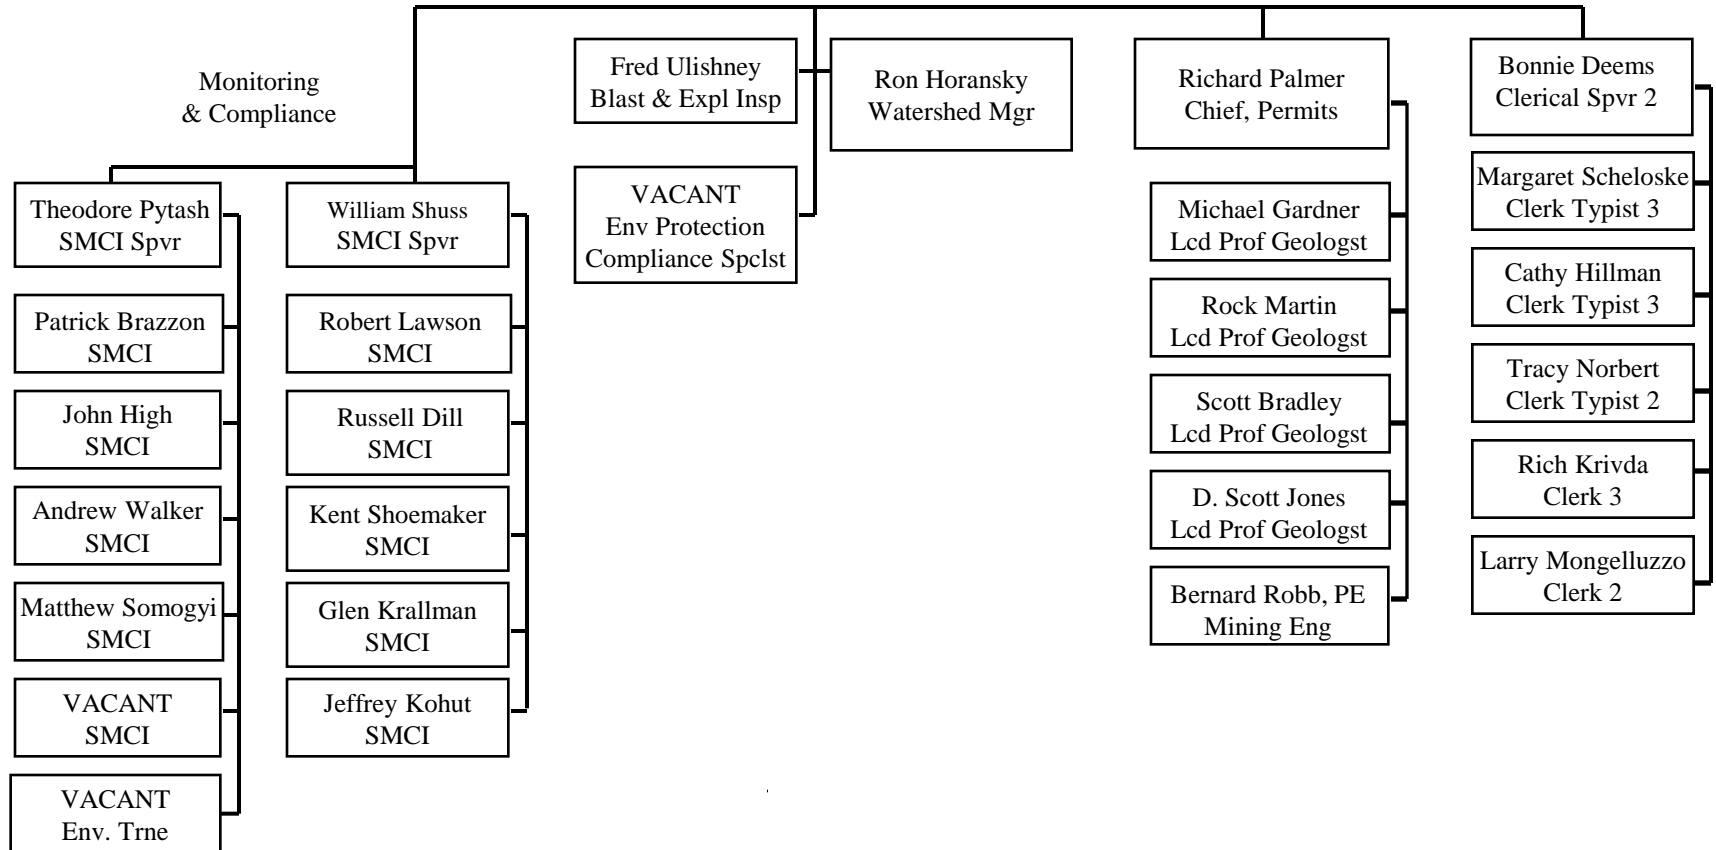 Monitoring
& Compliance
Theodore Pytash
SMCI Spvr
Patrick Brazzon
SMCI
John High
SMCI
Andrew Walker
SMCI
Matthew Somogyi
SMCI
VACANT
SMCI
VACANT
Env. Trne
William Shuss
SMCI Spvr
Robert Lawson
SMCI
Russell Dill
SMCI
Kent Shoemaker
SMCI
Glen Krallman
SMCI
Jeffrey Kohut
SMCI
Fred Ulishney
Blast & Expl Insp
Ron Horansky
Watershed Mgr
VACANT
Env Protection
Compliance Spclst
Richard Palmer
Chief, Permits
Michael Gardner
Lcd Prof Geologst
Rock Martin
Lcd Prof Geologst
Scott Bradley
Lcd Prof Geologst
D. Scott Jones
Lcd Prof Geologst
Bernard Robb, PE
Mining Eng
Bonnie Deems
Clerical Spvr 2
Margaret Scheloske
Clerk Typist 3
Cathy Hillman
Clerk Typist 3
Tracy Norbert
Clerk Typist 2
Rich Krivda
Clerk 3
Larry Mongelluzzo
Clerk 2